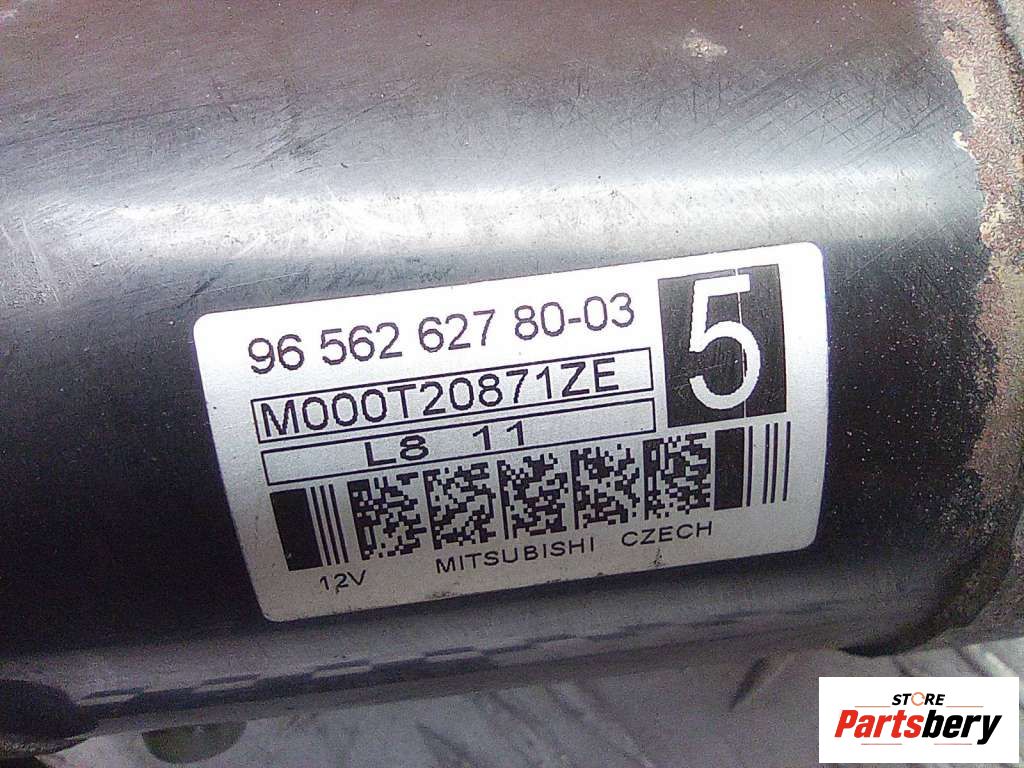 96 562 627 80-03
5
M000T20871ZE
L8 11
12V MITSUBISHI CZECH
STORE
Partsbery